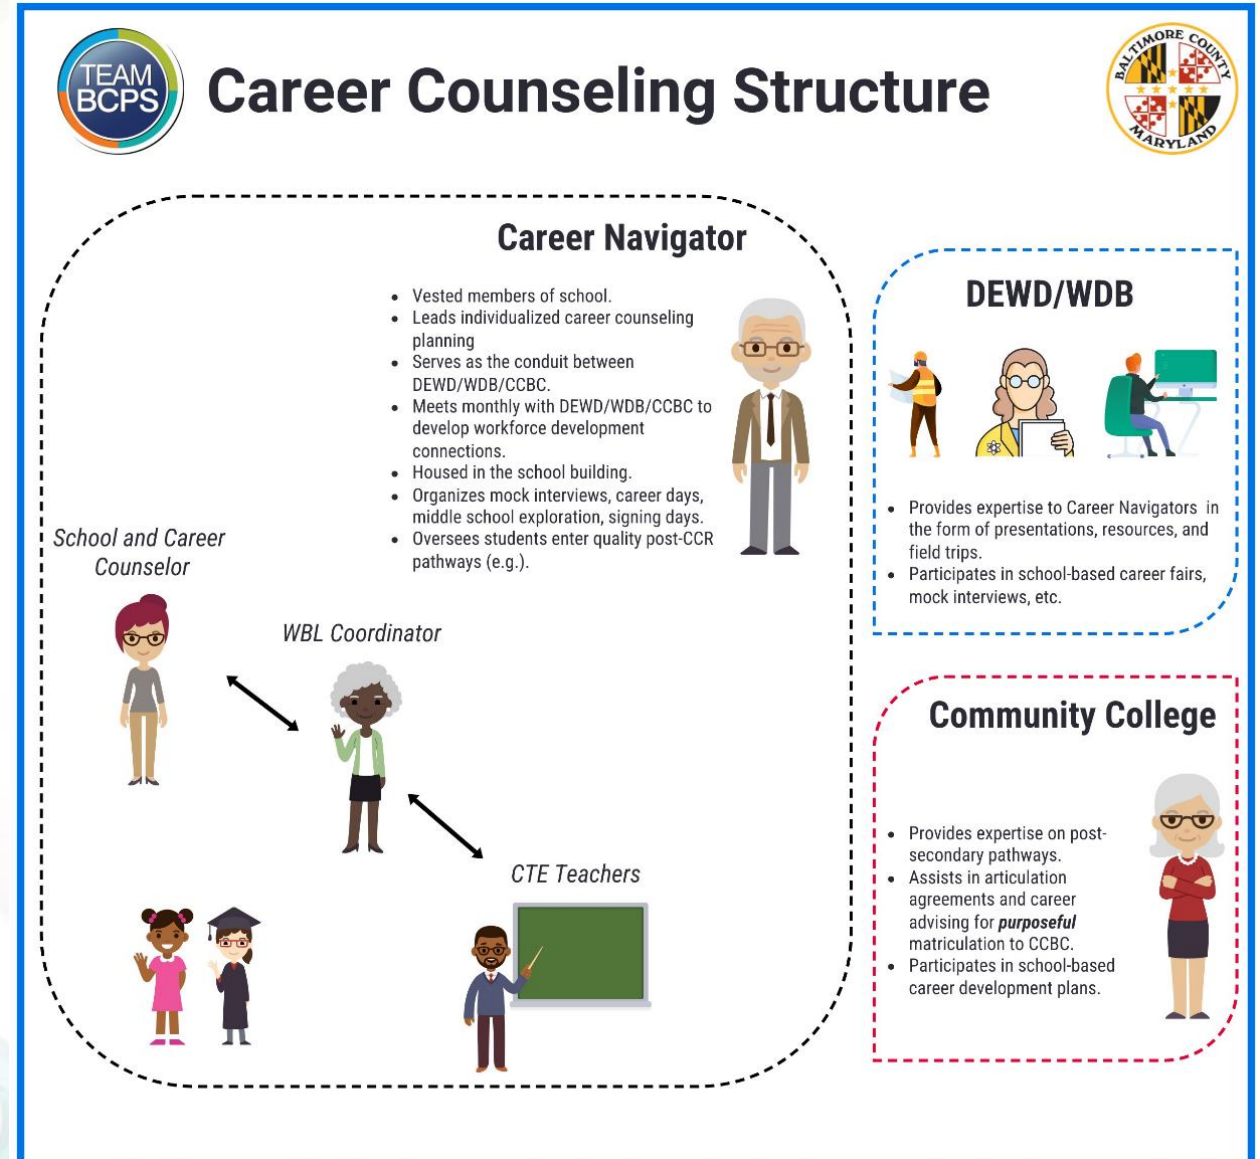 TEAM
BCPS
Career Counseling Structure
BALTIMORE COUNTY
MARYLAND
Career Navigator
• Vested members of school.
• Leads individualized career counseling
planning
• Serves as the conduit between
DEWD/WDB/CCBC.
• Meets monthly with DEWD/WDB/CCBC to
develop workforce development
connections.
• Housed in the school building.
• Organizes mock interviews, career days,
middle school exploration, signing days.
• Oversees students enter quality post-CCR
pathways (e.g.).
School and Career
Counselor
WBL Coordinator
CTE Teachers
DEWD/WDB
• Provides expertise to Career Navigators in
the form of presentations, resources, and
field trips.
• Participates in school-based career fairs,
mock interviews, etc.
Community College
• Provides expertise on post-
secondary pathways.
• Assists in articulation
agreements and career
advising for purposeful
matriculation to CCBC.
• Participates in school-based
career development plans.